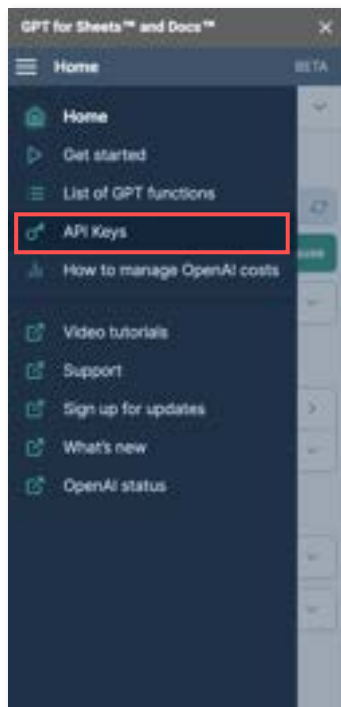 GPT for Sheets™ and Docs™
Home
BETA
Home
Get started
List of GPT functions
API Keys
How to manage OpenAI costs
Video tutorials
Support
Sign up for updates
What's new
OpenAI status